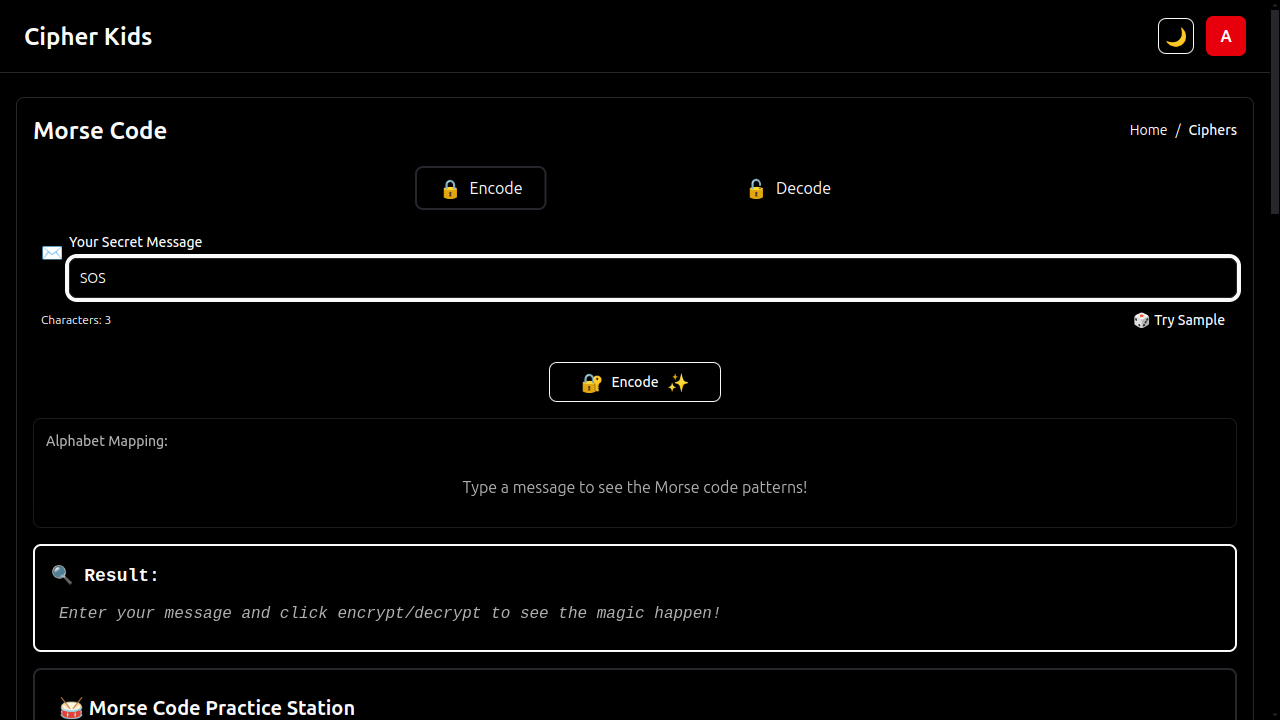 Cipher Kids
🌙
A
Morse Code
Home / Ciphers
🔒 Encode
🔓 Decode
✉️ Your Secret Message
SOS
Characters: 3
🎲 Try Sample
🔐 Encode ✨
Alphabet Mapping:
Type a message to see the Morse code patterns!
🔍 Result:
Enter your message and click encrypt/decrypt to see the magic happen!
🥁 Morse Code Practice Station